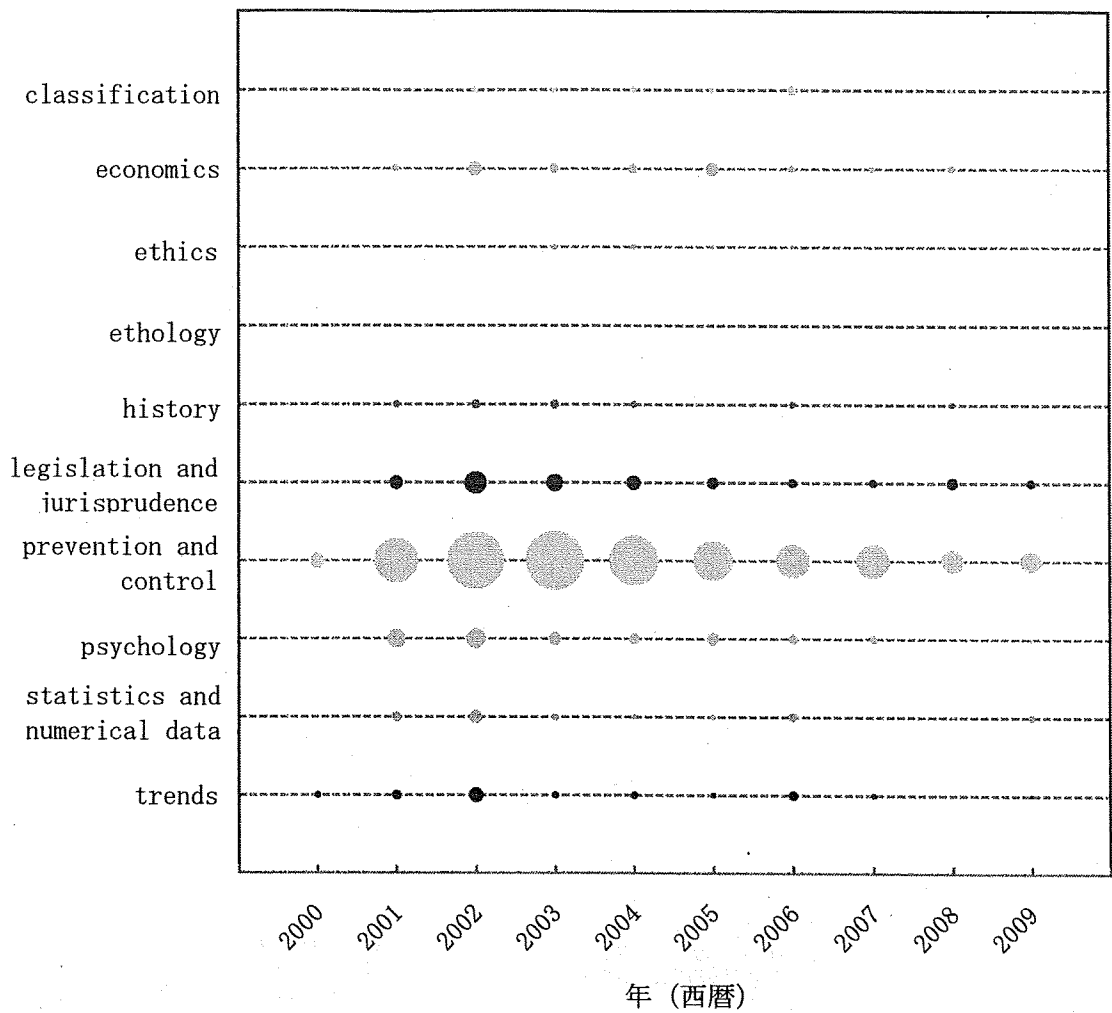 classification
economics
ethics
ethology
history
legislation and
jurisprudence
prevention and
control
psychology
statistics and
numerical data
trends
2000
2001
2002
2003
2004
2005
2006
2007
2008
2009
年 (西暦)